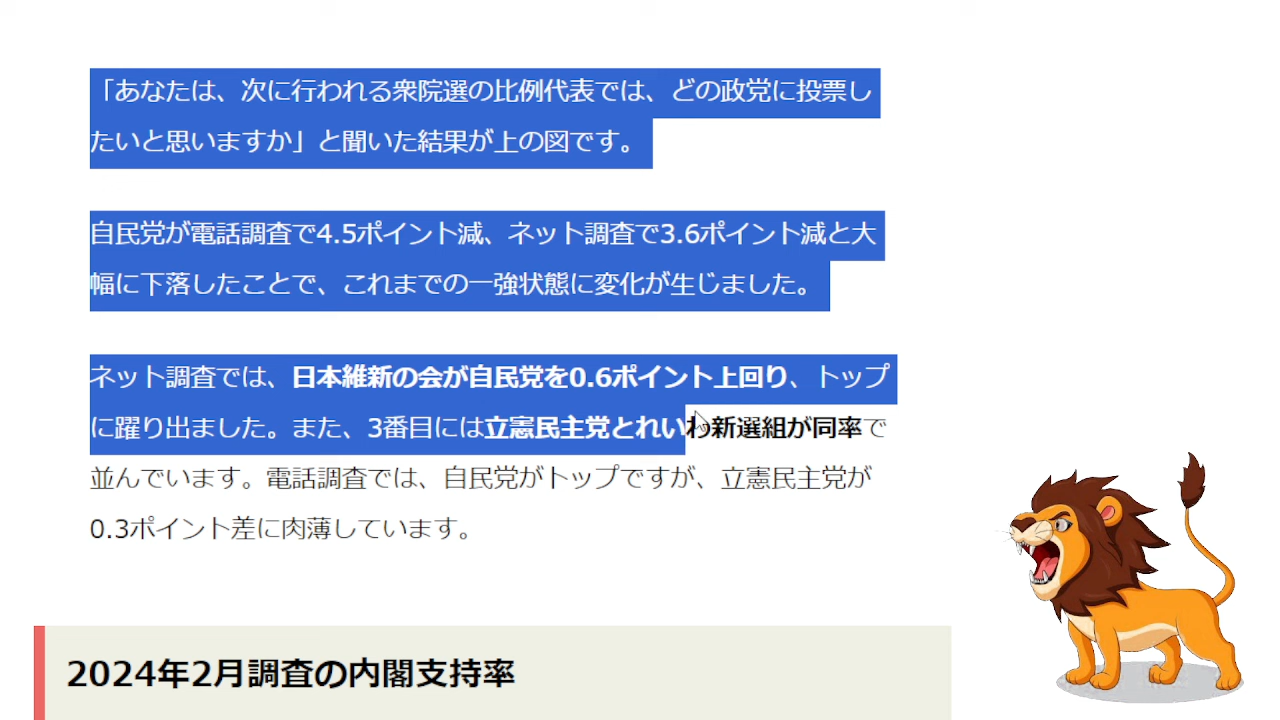 「あなたは、次に行われる衆院選の比例代表では、どの政党に投票し
たいと思いますか」と聞いた結果が上の図です。
自民党が電話調査で4.5ポイント減、ネット調査で3.6ポイント減と大
幅に下落したことで、これまでの一強状態に変化が生じました。
ネット調査では、日本維新の会が自民党を0.6ポイント上回り、トップ
に躍り出ました。また、3番目には立憲民主党とれいわ新選組が同率で
並んでいます。電話調査では、自民党がトップですが、立憲民主党が
0.3ポイント差に肉薄しています。
2024年2月調査の内閣支持率